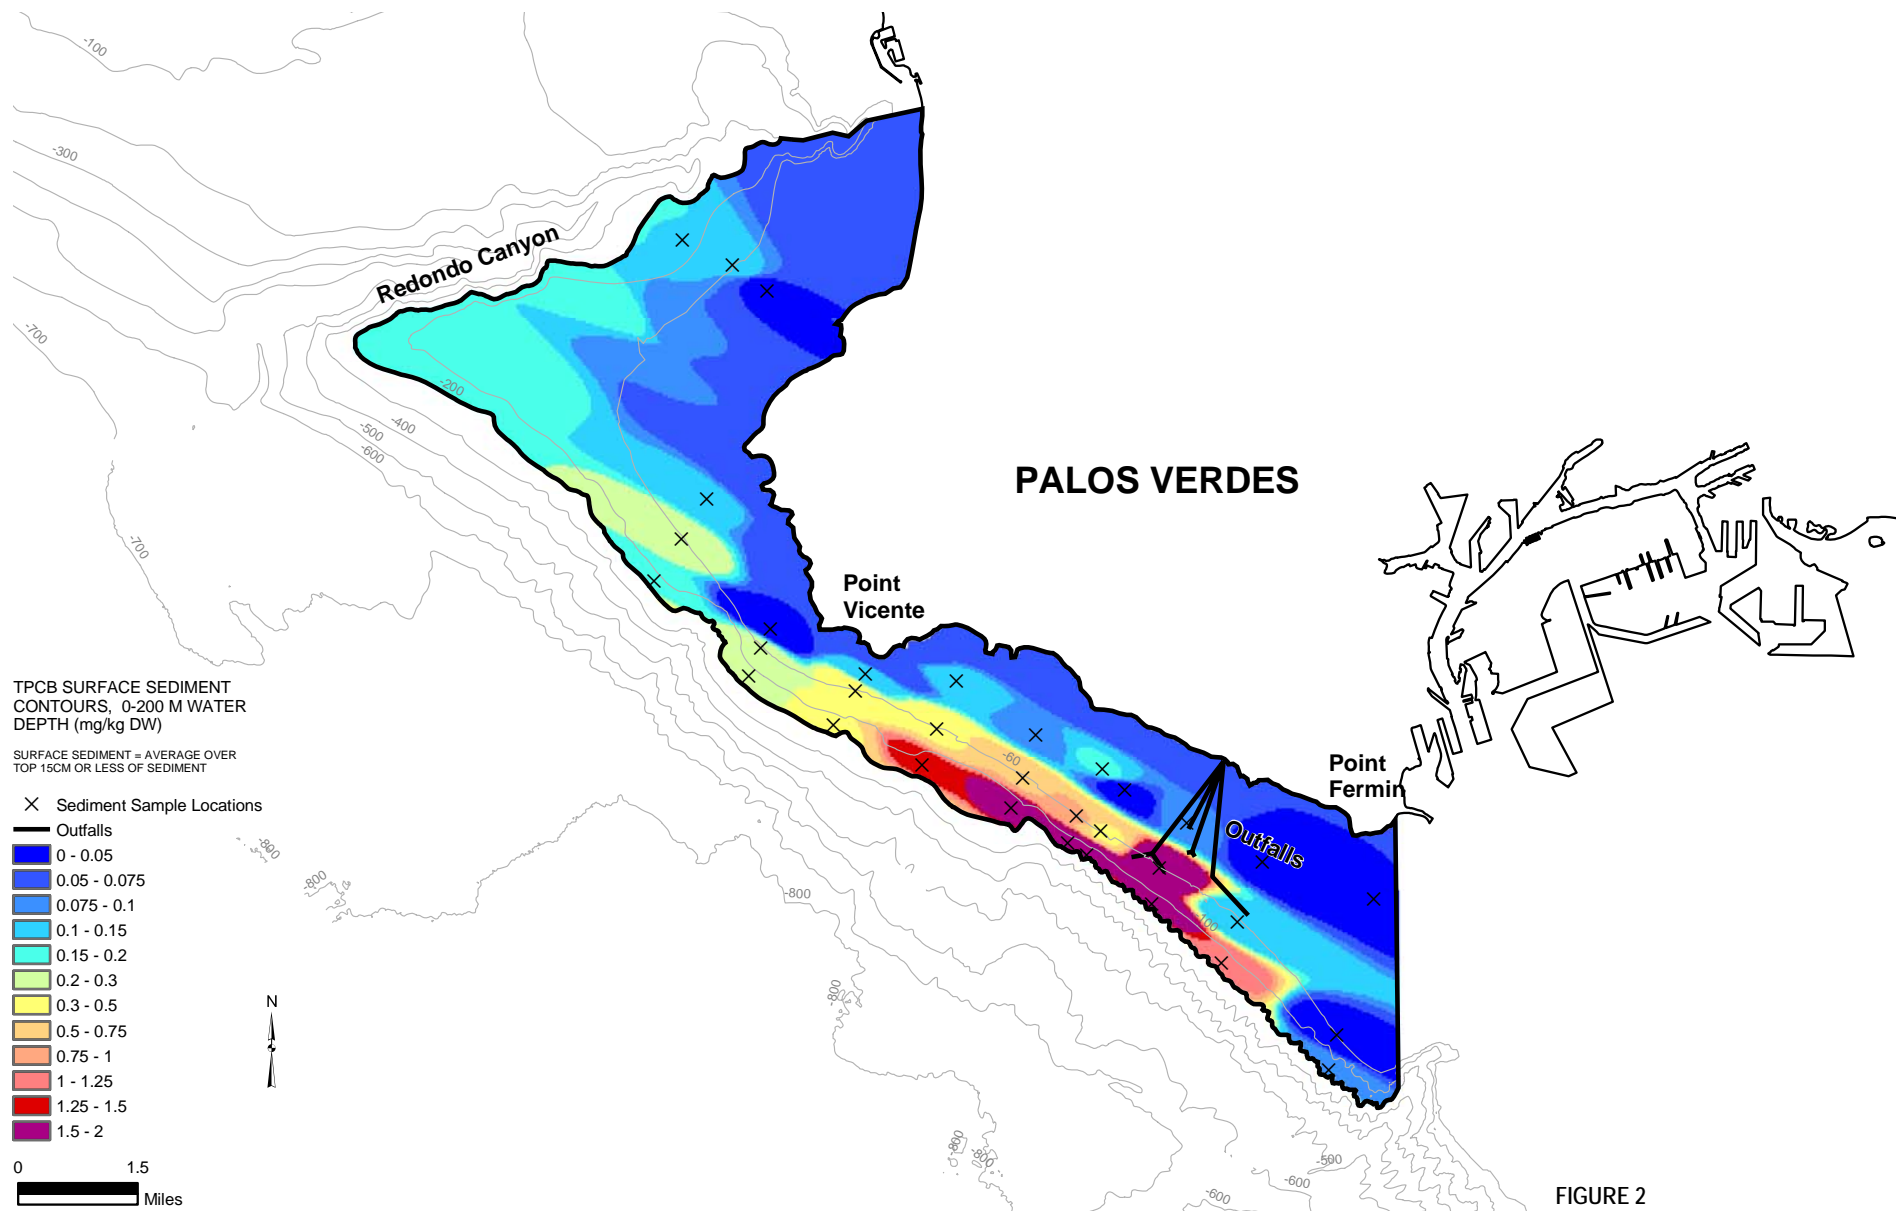 -100
-300
Redondo Canyon
-700
-200
-400
-500
-600
PALOS VERDES
-700
Point
Vicente
TPCB SURFACE SEDIMENT
CONTOURS, 0-200 M WATER
DEPTH (mg/kg DW)
SURFACE SEDIMENT = AVERAGE OVER
TOP 15CM OR LESS OF SEDIMENT
Sediment Sample Locations
Outfalls
0 - 0.05
0.05 - 0.075
0.075 - 0.1
0.1 - 0.15
0.15 - 0.2
0.2 - 0.3
0.3 - 0.5
0.5 - 0.75
0.75 - 1
1 - 1.25
1.25 - 1.5
1.5 - 2
0 1.5
Miles
N
-60
Point
Fermin
Outfalls
-100
-800
-800
-800
-800
-800
-800
-500
-600
-600
FIGURE 2